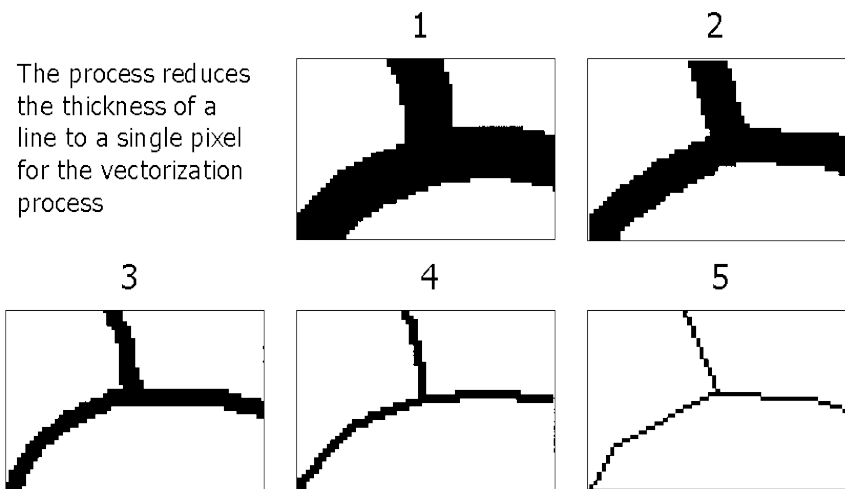 1
2
The process reduces
the thickness of a
line to a single pixel
for the vectorization
process
3
4
5